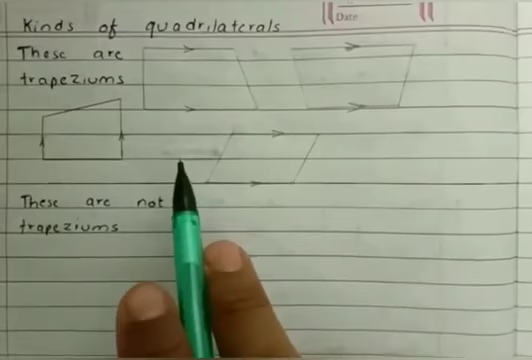 Kinds of quadrilaterals
Date
These are
trapeziums
These are not
trapeziums